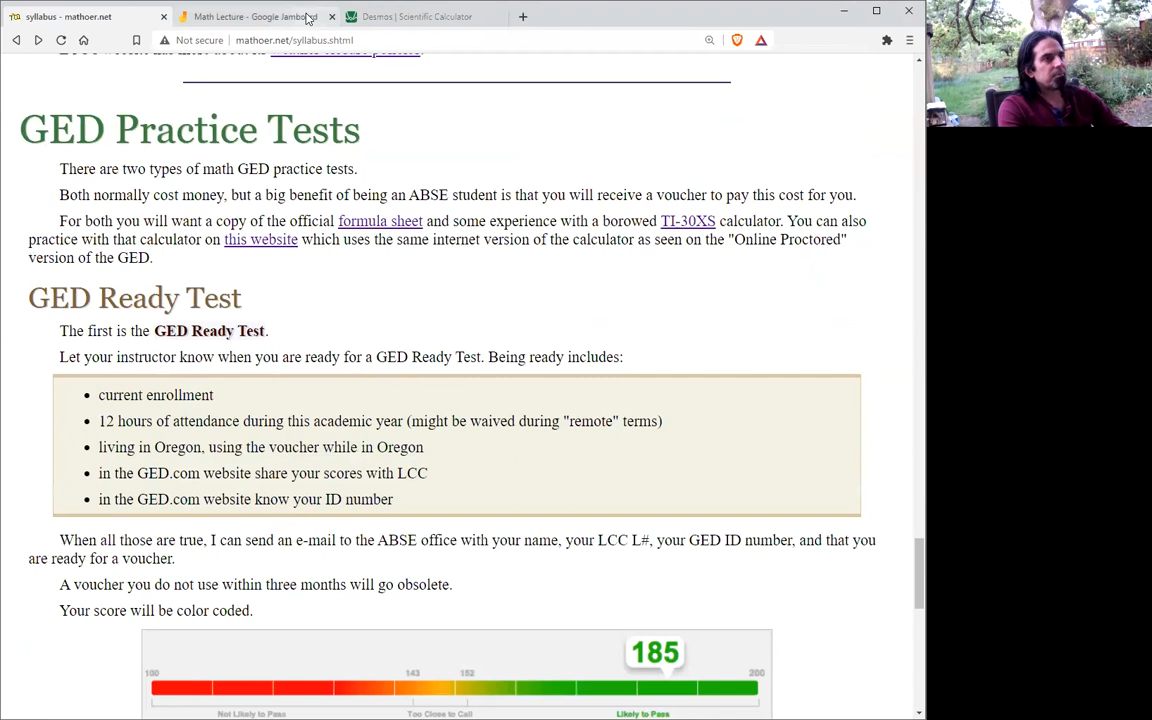 syllabus - mathoer.net
Math Lecture - Google Jamboard
Desmos | Scientific Calculator
Not secure
mathoer.net/syllabus.shtml
GED Practice Tests
There are two types of math GED practice tests.
Both normally cost money, but a big benefit of being an ABSE student is that you will receive a voucher to pay this cost for you.
For both you will want a copy of the official formula sheet and some experience with a borowed TI-30XS calculator. You can also
practice with that calculator on this website which uses the same internet version of the calculator as seen on the "Online Proctored"
version of the GED.
GED Ready Test
The first is the GED Ready Test.
Let your instructor know when you are ready for a GED Ready Test. Being ready includes:
• current enrollment
• 12 hours of attendance during this academic year (might be waived during "remote" terms)
• living in Oregon, using the voucher while in Oregon
• in the GED.com website share your scores with LCC
• in the GED.com website know your ID number
When all those are true, I can send an e-mail to the ABSE office with your name, your LCC L#, your GED ID number, and that you
are ready for a voucher.
A voucher you do not use within three months will go obsolete.
Your score will be color coded.
185
100 143 152 200
Not Likely to Pass Too Close to Call Likely to Pass